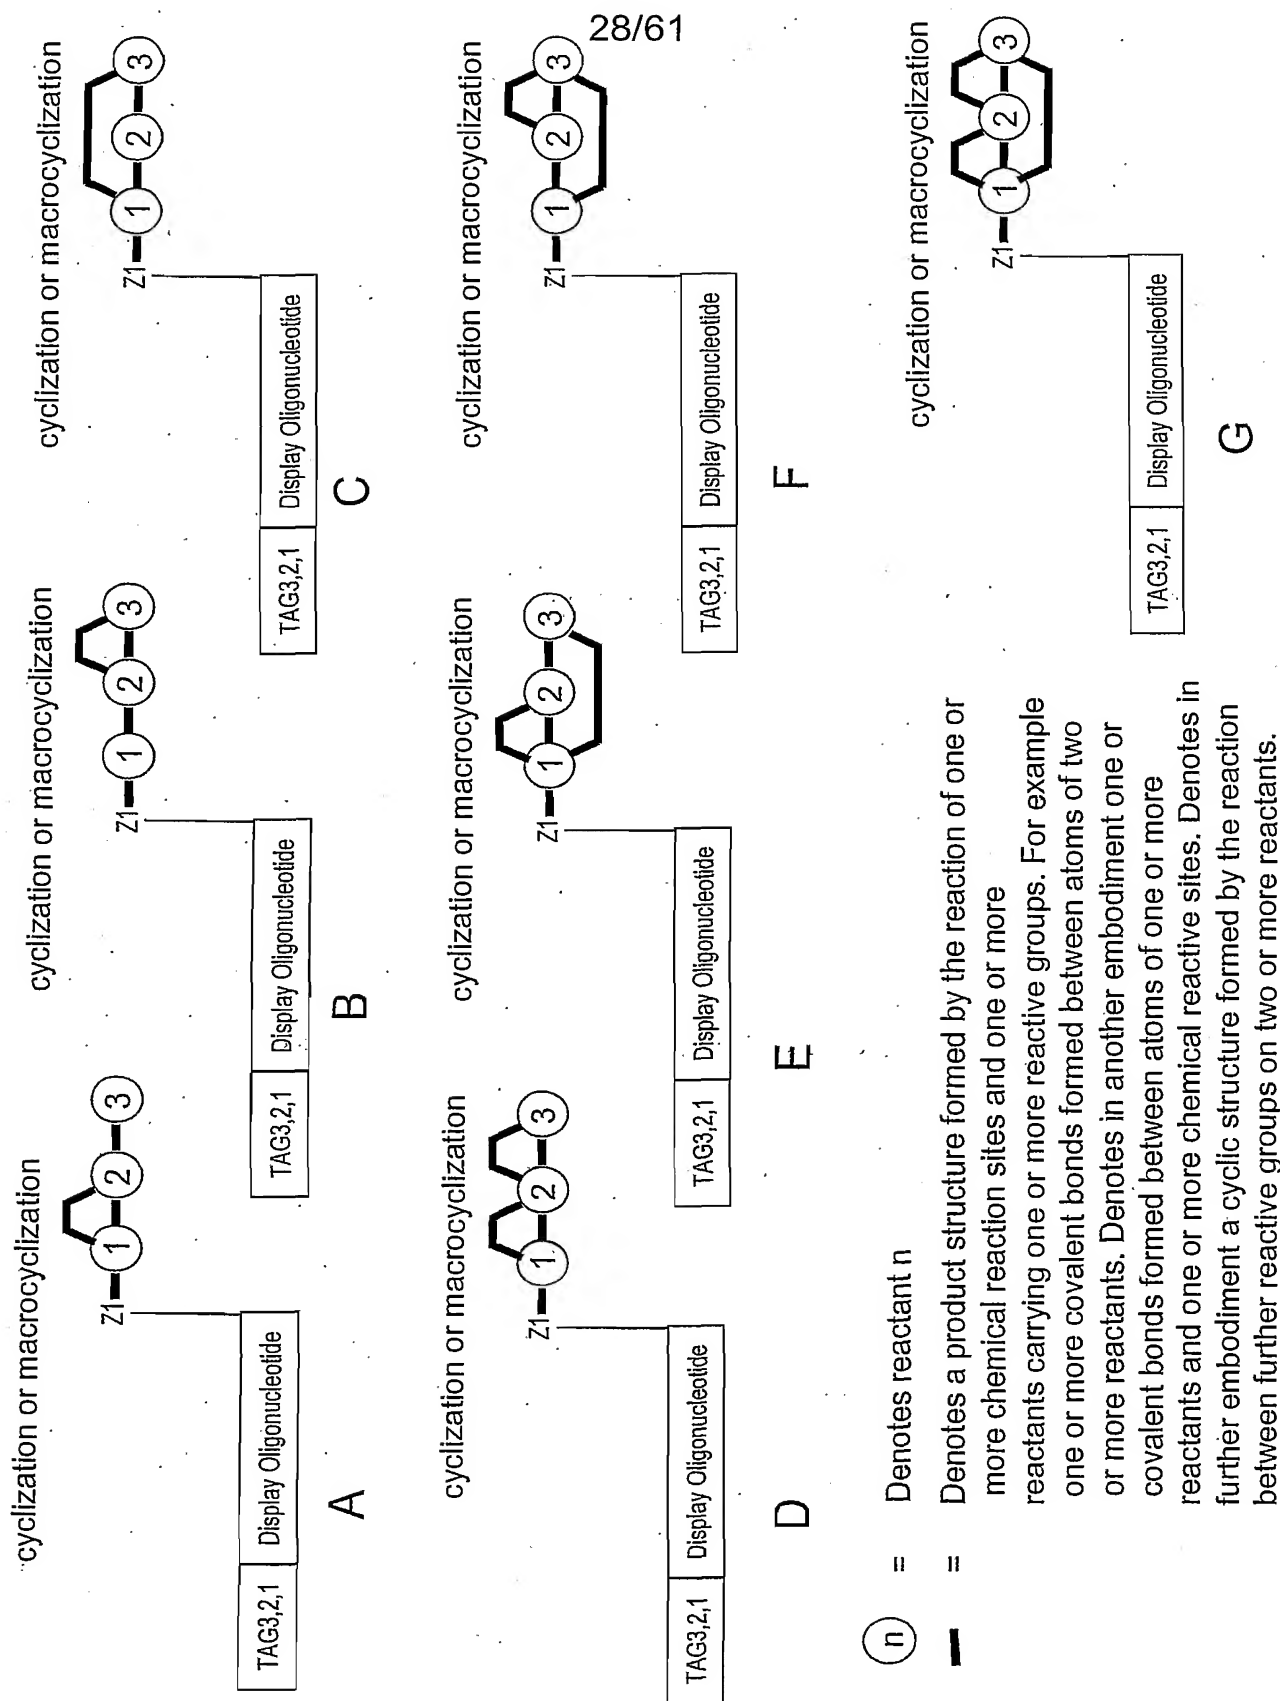 28/61
cyclization or macrocyclization
Z1
1
2
3
TAG3,2,1
Display Oligonucleotide
A
cyclization or macrocyclization
Z1
1
2
3
TAG3,2,1
Display Oligonucleotide
B
cyclization or macrocyclization
Z1
1
2
3
TAG3,2,1
Display Oligonucleotide
C
cyclization or macrocyclization
Z1
1
2
3
TAG3,2,1
Display Oligonucleotide
D
cyclization or macrocyclization
Z1
1
2
3
TAG3,2,1
Display Oligonucleotide
E
cyclization or macrocyclization
Z1
1
2
3
TAG3,2,1
Display Oligonucleotide
F
cyclization or macrocyclization
Z1
1
2
3
TAG3,2,1
Display Oligonucleotide
G
n = Denotes reactant n
= Denotes a product structure formed by the reaction of one or
more chemical reaction sites and one or more
reactants carrying one or more reactive groups. For example
one or more covalent bonds formed between atoms of two
or more reactants. Denotes in another embodiment one or
covalent bonds formed between atoms of one or more
reactants and one or more chemical reactive sites. Denotes in
further embodiment a cyclic structure formed by the reaction
between further reactive groups on two or more reactants.